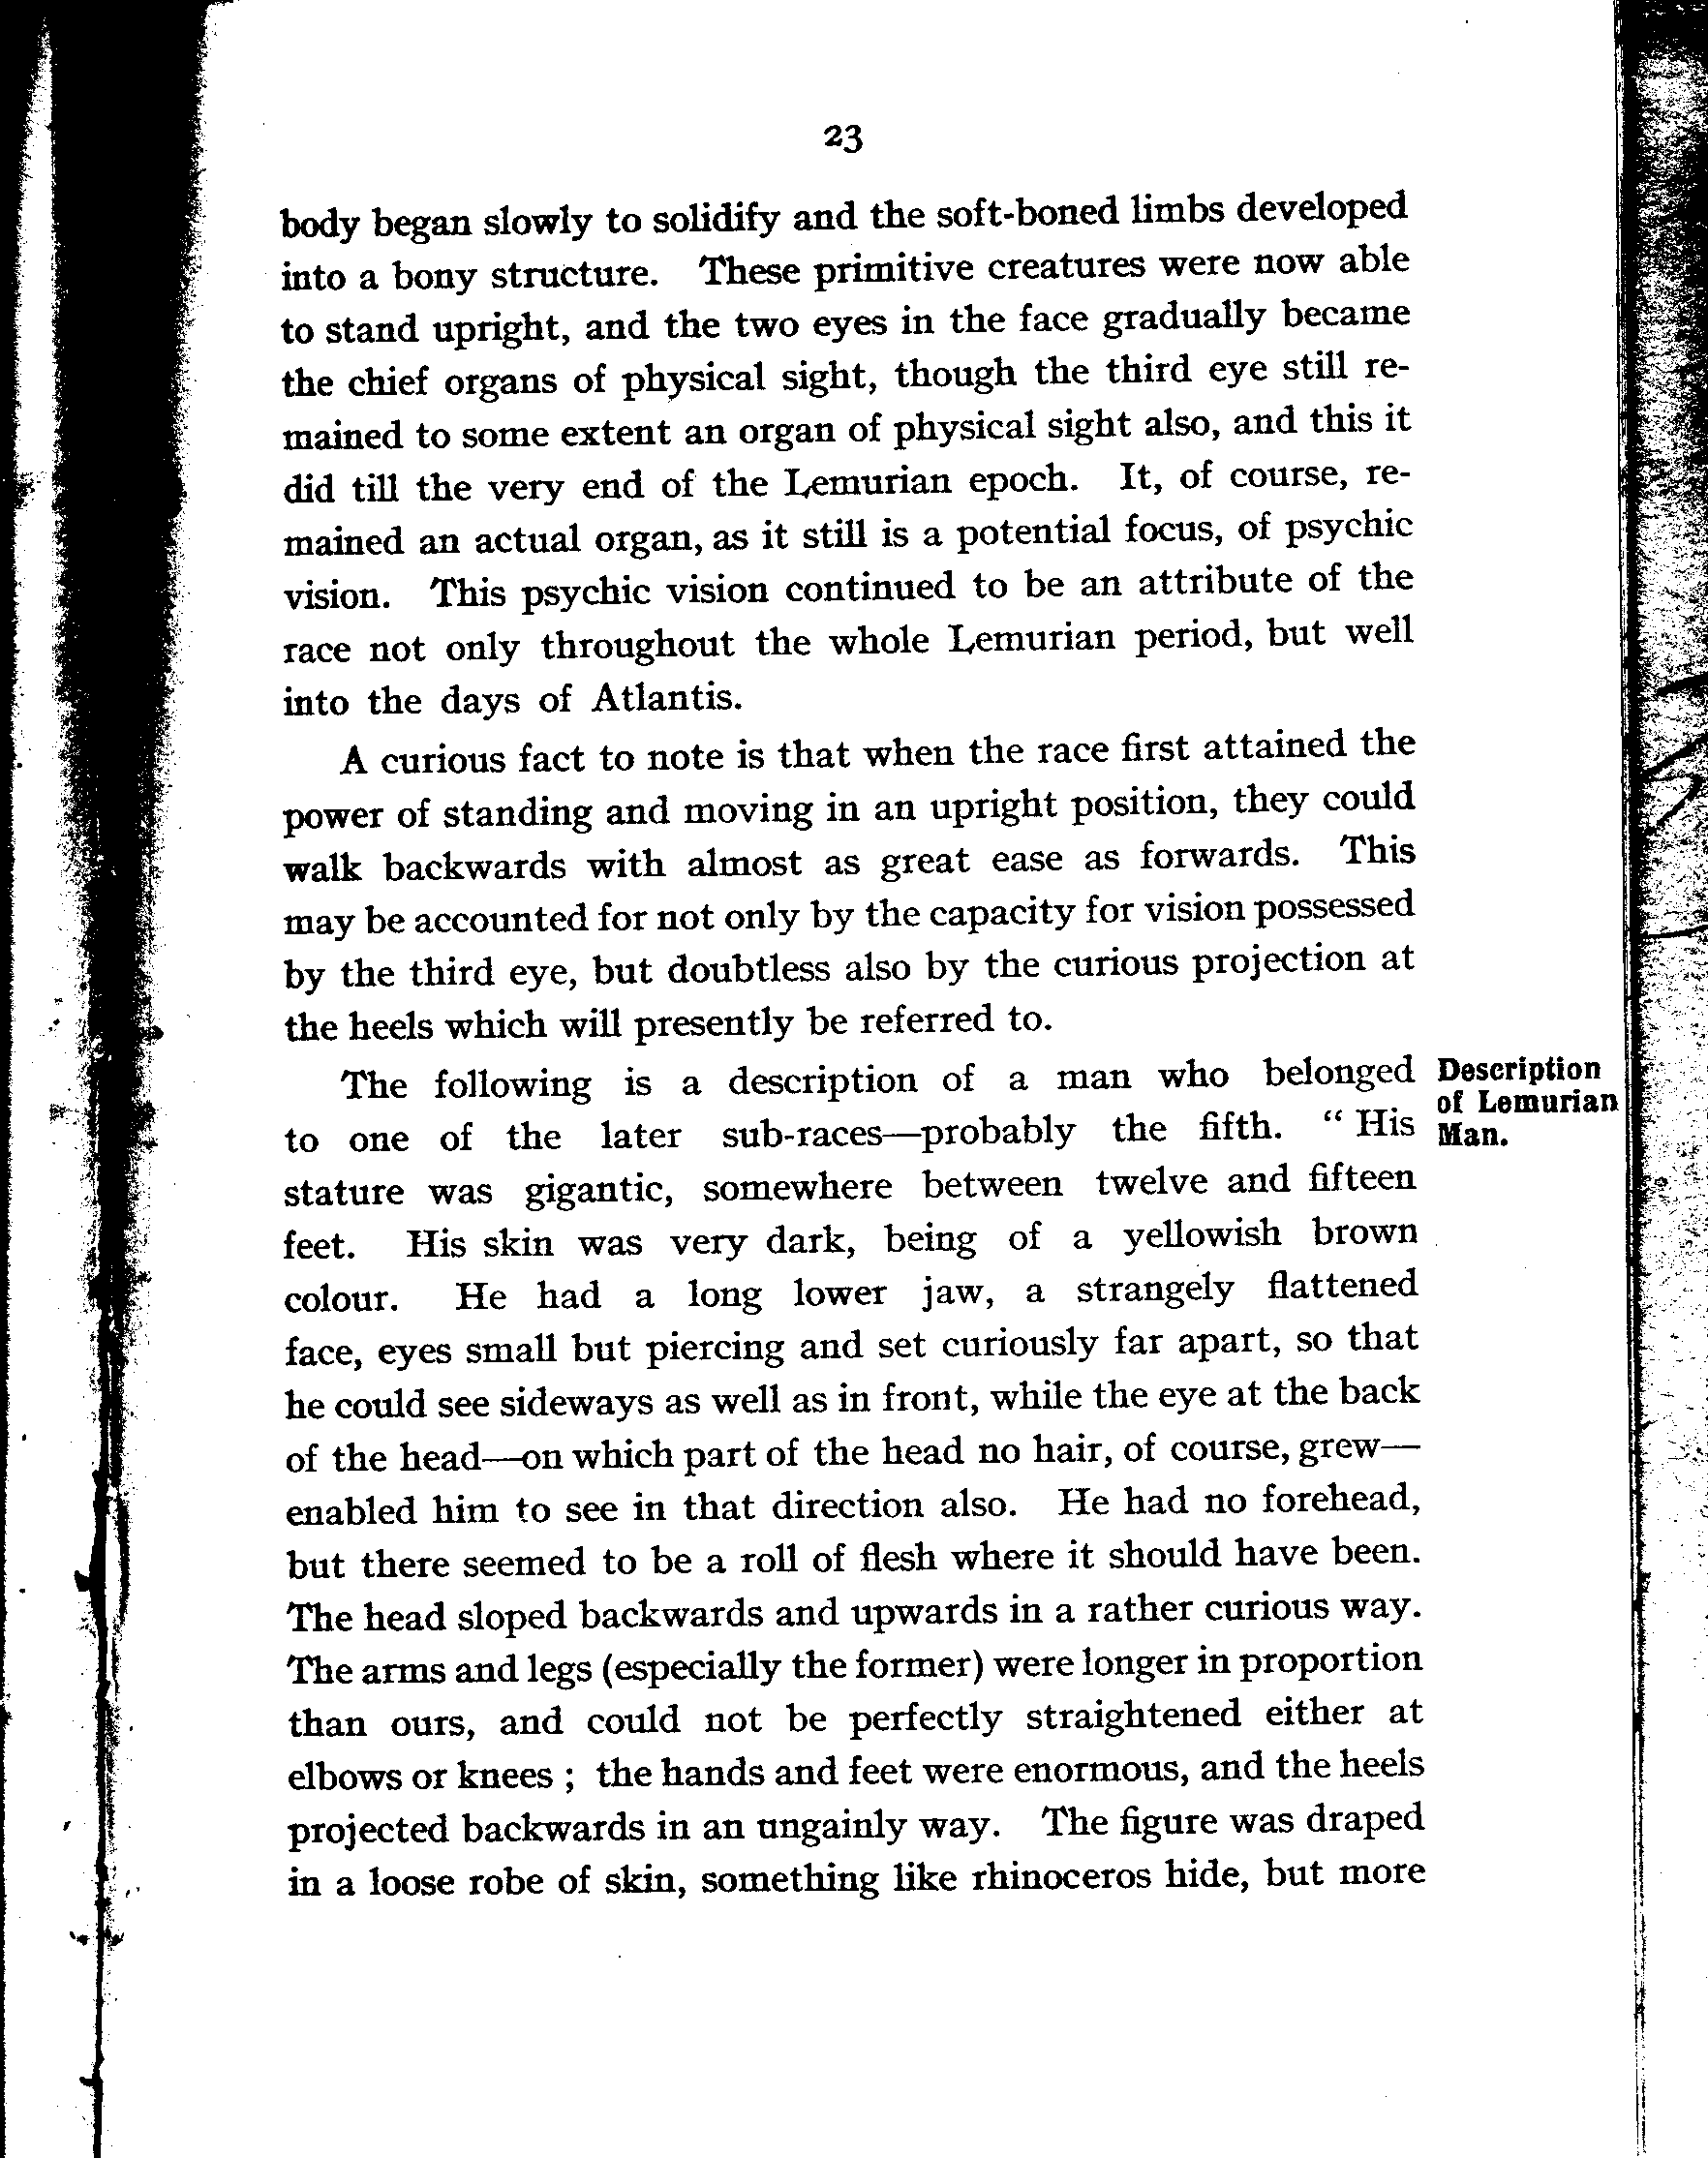 23
body began slowly to solidify and the soft-boned limbs developed
into a bony structure. These primitive creatures were now able
to stand upright, and the two eyes in the face gradually became
the chief organs of physical sight, though the third eye still re-
mained to some extent an organ of physical sight also, and this it
did till the very end of the Lemurian epoch. It, of course, re-
mained an actual organ, as it still is a potential focus, of psychic
vision. This psychic vision continued to be an attribute of the
race not only throughout the whole Lemurian period, but well
into the days of Atlantis.
A curious fact to note is that when the race first attained the
power of standing and moving in an upright position, they could
walk backwards with almost as great ease as forwards. This
may be accounted for not only by the capacity for vision possessed
by the third eye, but doubtless also by the curious projection at
the heels which will presently be referred to.
Description
of Lemurian
Man.
The following is a description of a man who belonged
to one of the later sub-races—probably the fifth. “ His
stature was gigantic, somewhere between twelve and fifteen
feet. His skin was very dark, being of a yellowish brown
colour. He had a long lower jaw, a strangely flattened
face, eyes small but piercing and set curiously far apart, so that
he could see sideways as well as in front, while the eye at the back
of the head—on which part of the head no hair, of course, grew—
enabled him to see in that direction also. He had no forehead,
but there seemed to be a roll of flesh where it should have been.
The head sloped backwards and upwards in a rather curious way.
The arms and legs (especially the former) were longer in proportion
than ours, and could not be perfectly straightened either at
elbows or knees ; the hands and feet were enormous, and the heels
projected backwards in an ungainly way. The figure was draped
in a loose robe of skin, something like rhinoceros hide, but more